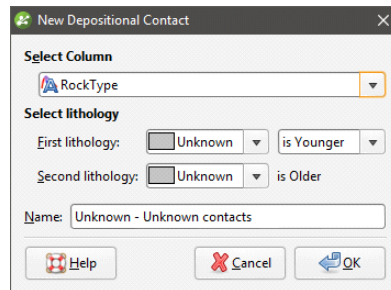 New Depositional Contact
Select Column
RockType
Select lithology
First lithology: Unknown is Younger
Second lithology: Unknown is Older
Name: Unknown - Unknown contacts
Help Cancel OK